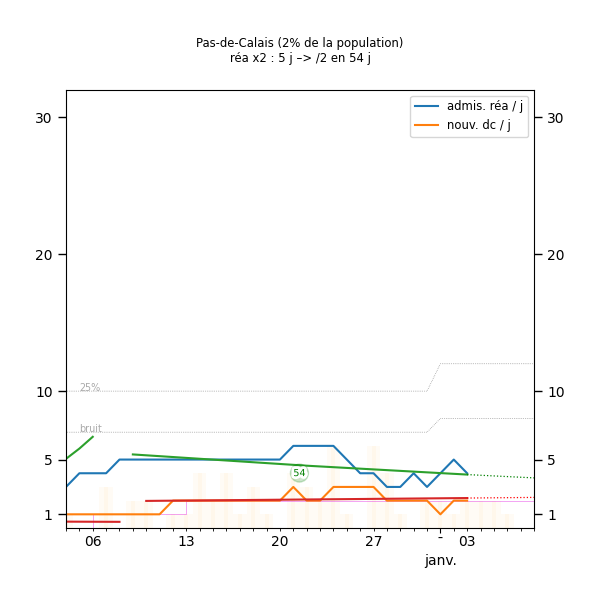 Pas-de-Calais (2% de la population)
réa x2 : 5 j –> /2 en 54 j
admis. réa / j
nouv. dc / j
30 30
20 20
25%
10 10
bruit
5 5
54
1 1
06 13 20 27 - 03
janv.